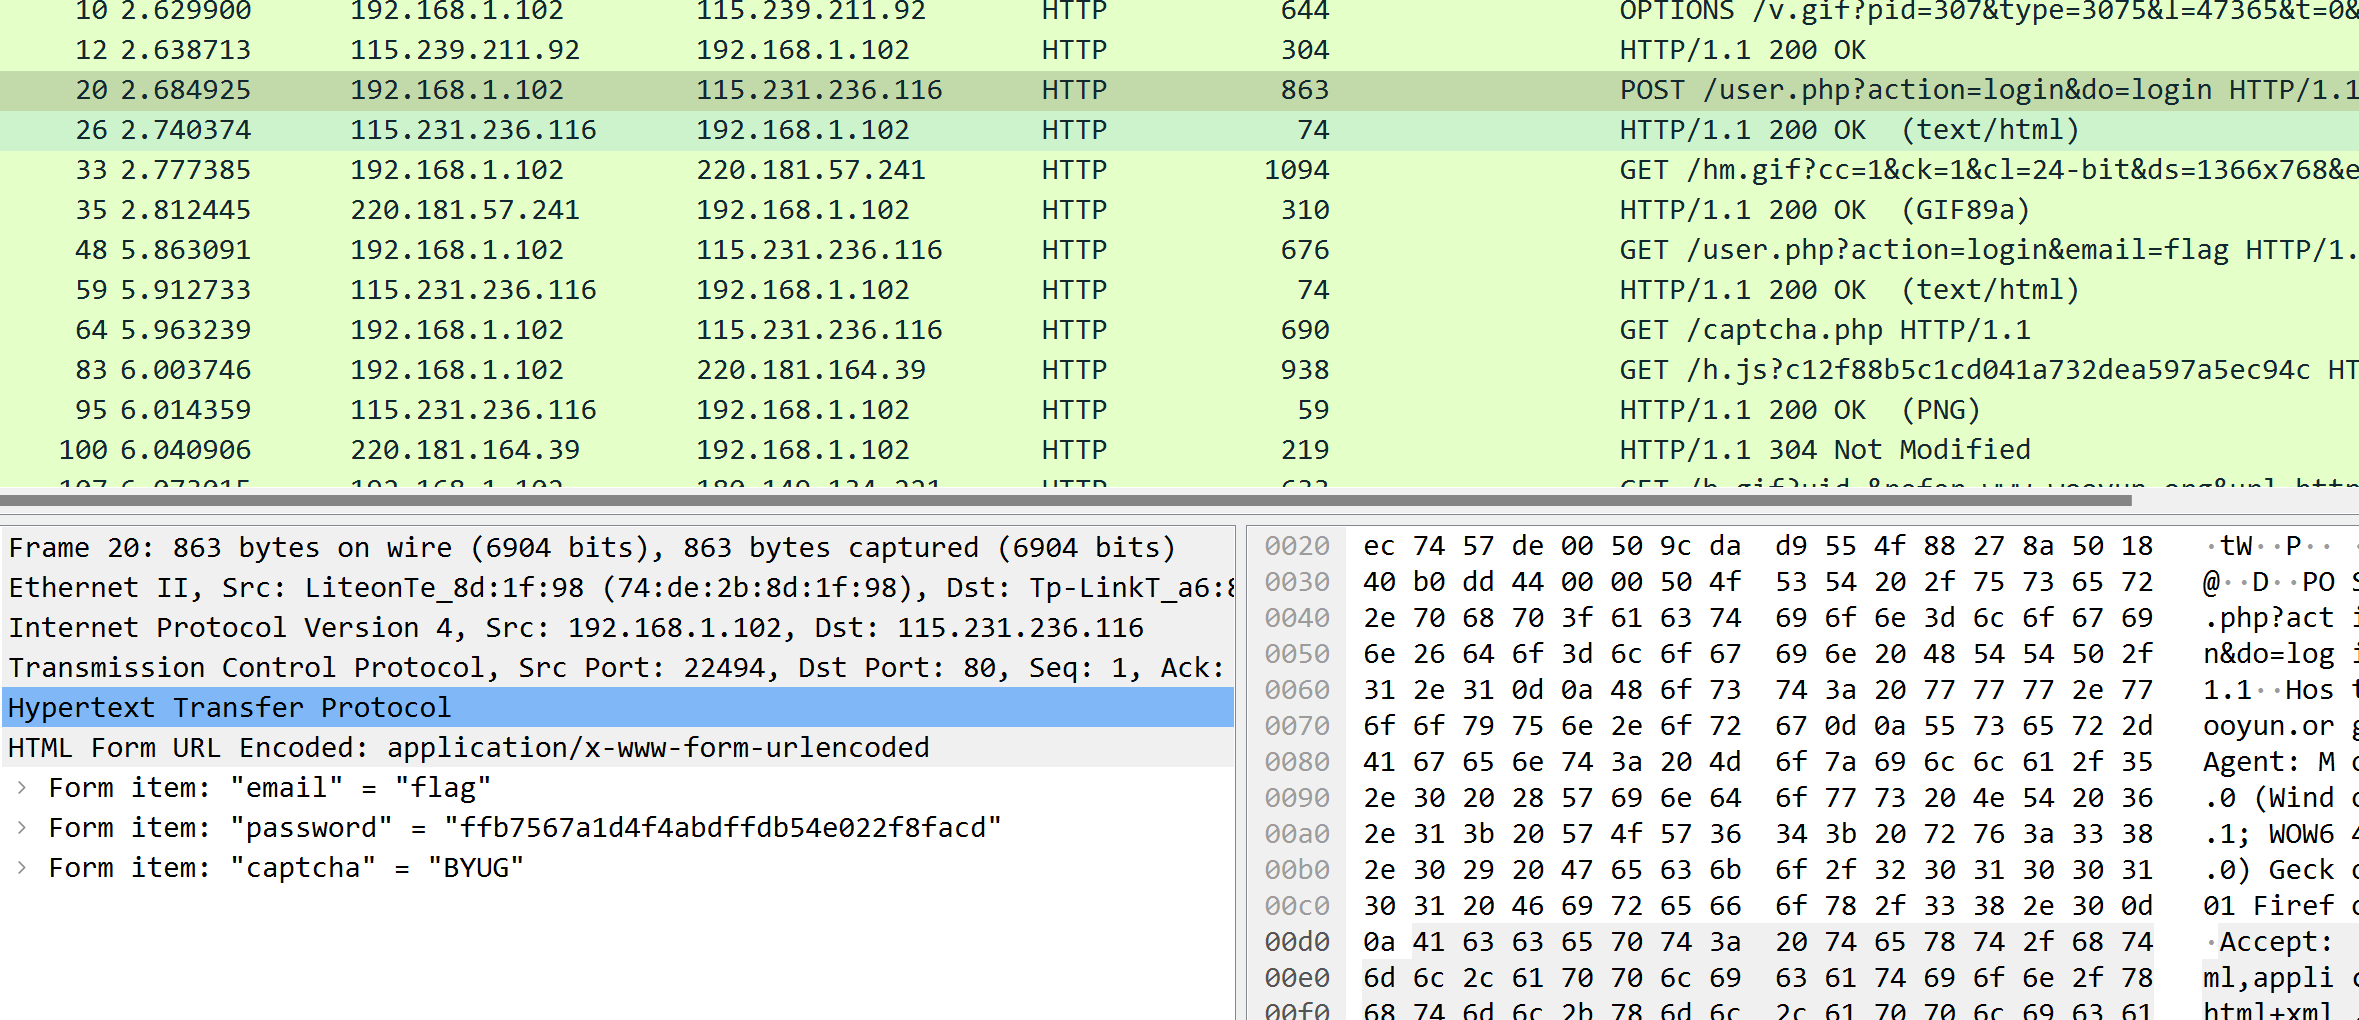 10 2.629900 192.168.1.102 115.239.211.92 HTTP 644 OPTIONS /v.gif?pid=307&type=3075&l=47365&t=0&
12 2.638713 115.239.211.92 192.168.1.102 HTTP 304 HTTP/1.1 200 OK
20 2.684925 192.168.1.102 115.231.236.116 HTTP 863 POST /user.php?action=login&do=login HTTP/1.1
26 2.740374 115.231.236.116 192.168.1.102 HTTP 74 HTTP/1.1 200 OK (text/html)
33 2.777385 192.168.1.102 220.181.57.241 HTTP 1094 GET /hm.gif?cc=1&ck=1&cl=24-bit&ds=1366x768&e
35 2.812445 220.181.57.241 192.168.1.102 HTTP 310 HTTP/1.1 200 OK (GIF89a)
48 5.863091 192.168.1.102 115.231.236.116 HTTP 676 GET /user.php?action=login&email=flag HTTP/1.
59 5.912733 115.231.236.116 192.168.1.102 HTTP 74 HTTP/1.1 200 OK (text/html)
64 5.963239 192.168.1.102 115.231.236.116 HTTP 690 GET /captcha.php HTTP/1.1
83 6.003746 192.168.1.102 220.181.164.39 HTTP 938 GET /h.js?c12f88b5c1cd041a732dea597a5ec94c HT
95 6.014359 115.231.236.116 192.168.1.102 HTTP 59 HTTP/1.1 200 OK (PNG)
100 6.040906 220.181.164.39 192.168.1.102 HTTP 219 HTTP/1.1 304 Not Modified
Frame 20: 863 bytes on wire (6904 bits), 863 bytes captured (6904 bits)
Ethernet II, Src: LiteonTe_8d:1f:98 (74:de:2b:8d:1f:98), Dst: Tp-LinkT_a6:8
Internet Protocol Version 4, Src: 192.168.1.102, Dst: 115.231.236.116
Transmission Control Protocol, Src Port: 22494, Dst Port: 80, Seq: 1, Ack:
Hypertext Transfer Protocol
HTML Form URL Encoded: application/x-www-form-urlencoded
Form item: "email" = "flag"
Form item: "password" = "ffb7567a1d4f4abdffdb54e022f8facd"
Form item: "captcha" = "BYUG"
0020 ec 74 57 de 00 50 9c da d9 55 4f 88 27 8a 50 18 ·tW··P··
0030 40 b0 dd 44 00 00 50 4f 53 54 20 2f 75 73 65 72 @··D··PO S
0040 2e 70 68 70 3f 61 63 74 69 6f 6e 3d 6c 6f 67 69 .php?act i
0050 6e 26 64 6f 3d 6c 6f 67 69 6e 20 48 54 54 50 2f n&do=log i
0060 31 2e 31 0d 0a 48 6f 73 74 3a 20 77 77 77 2e 77 1.1··Hos t
0070 6f 6f 79 75 6e 2e 6f 72 67 0d 0a 55 73 65 72 2d ooyun.or g
0080 41 67 65 6e 74 3a 20 4d 6f 7a 69 6c 6c 61 2f 35 Agent: M o
0090 2e 30 20 28 57 69 6e 64 6f 77 73 20 4e 54 20 36 .0 (Wind o
00a0 2e 31 3b 20 57 4f 57 36 34 3b 20 72 76 3a 33 38 .1; WOW6 4
00b0 2e 30 29 20 47 65 63 6b 6f 2f 32 30 31 30 30 31 .0) Geck o
00c0 30 31 20 46 69 72 65 66 6f 78 2f 33 38 2e 30 0d 01 Firef o
00d0 0a 41 63 63 65 70 74 3a 20 74 65 78 74 2f 68 74 ·Accept:
00e0 6d 6c 2c 61 70 70 6c 69 63 61 74 69 6f 6e 2f 78 ml,appli c
00f0 68 74 6d 6c 2b 78 6d 6c 2c 61 70 70 6c 69 63 61 html+xml ,